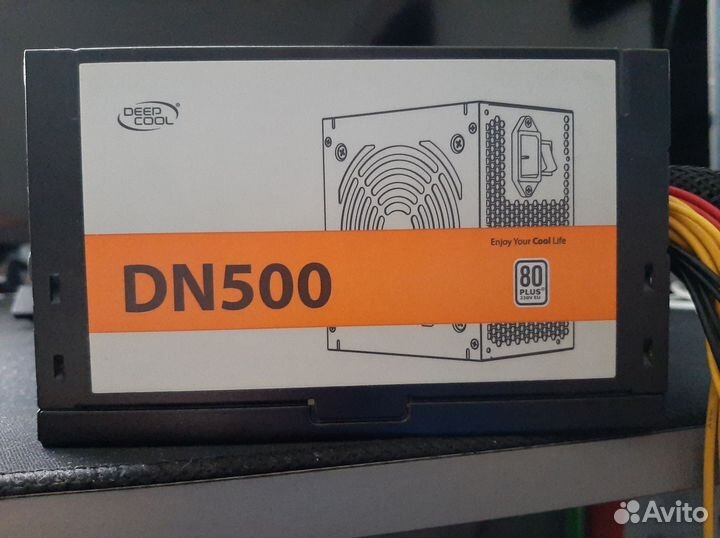 DEEP
COOL®
Enjoy Your Cool Life
DN500
80
PLUS®
230V EU
Avito